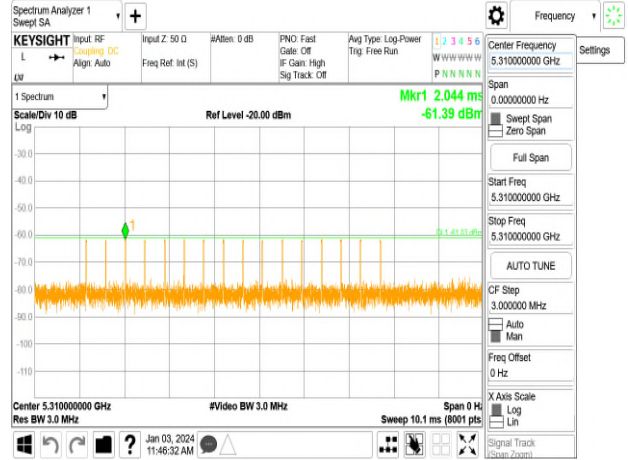 Spectrum Analyzer 1
Swept SA
Frequency
Settings
KEYSIGHT
L
Input: RF
Coupling: DC
Align: Auto
Input Z: 50 Ω
Freq Ref: Int (S)
#Atten: 0 dB
PNO: Fast
Gate: Off
IF Gain: High
Sig Track: Off
Avg Type: Log-Power
Trig: Free Run
1 2 3 4 5 6
W W W W W W
P N N N N N
1 Spectrum
Scale/Div 10 dB
Log
Ref Level -20.00 dBm
Mkr1 2.044 ms
-61.39 dBm
-30.0
-40.0
-50.0
-60.0
-70.0
-80.0
-90.0
-100
-110
1
Center 5.310000000 GHz
Res BW 3.0 MHz
#Video BW 3.0 MHz
Span 0 Hz
Sweep 10.1 ms (8001 pts
Center Frequency
5.310000000 GHz
Span
0.00000000 Hz
Swept Span
Zero Span
Full Span
Start Freq
5.310000000 GHz
Stop Freq
5.310000000 GHz
AUTO TUNE
CF Step
3.000000 MHz
Auto
Man
Freq Offset
0 Hz
X Axis Scale
Log
Lin
Signal Track
(Span Zoom)
?
Jan 03, 2024
11:46:32 AM